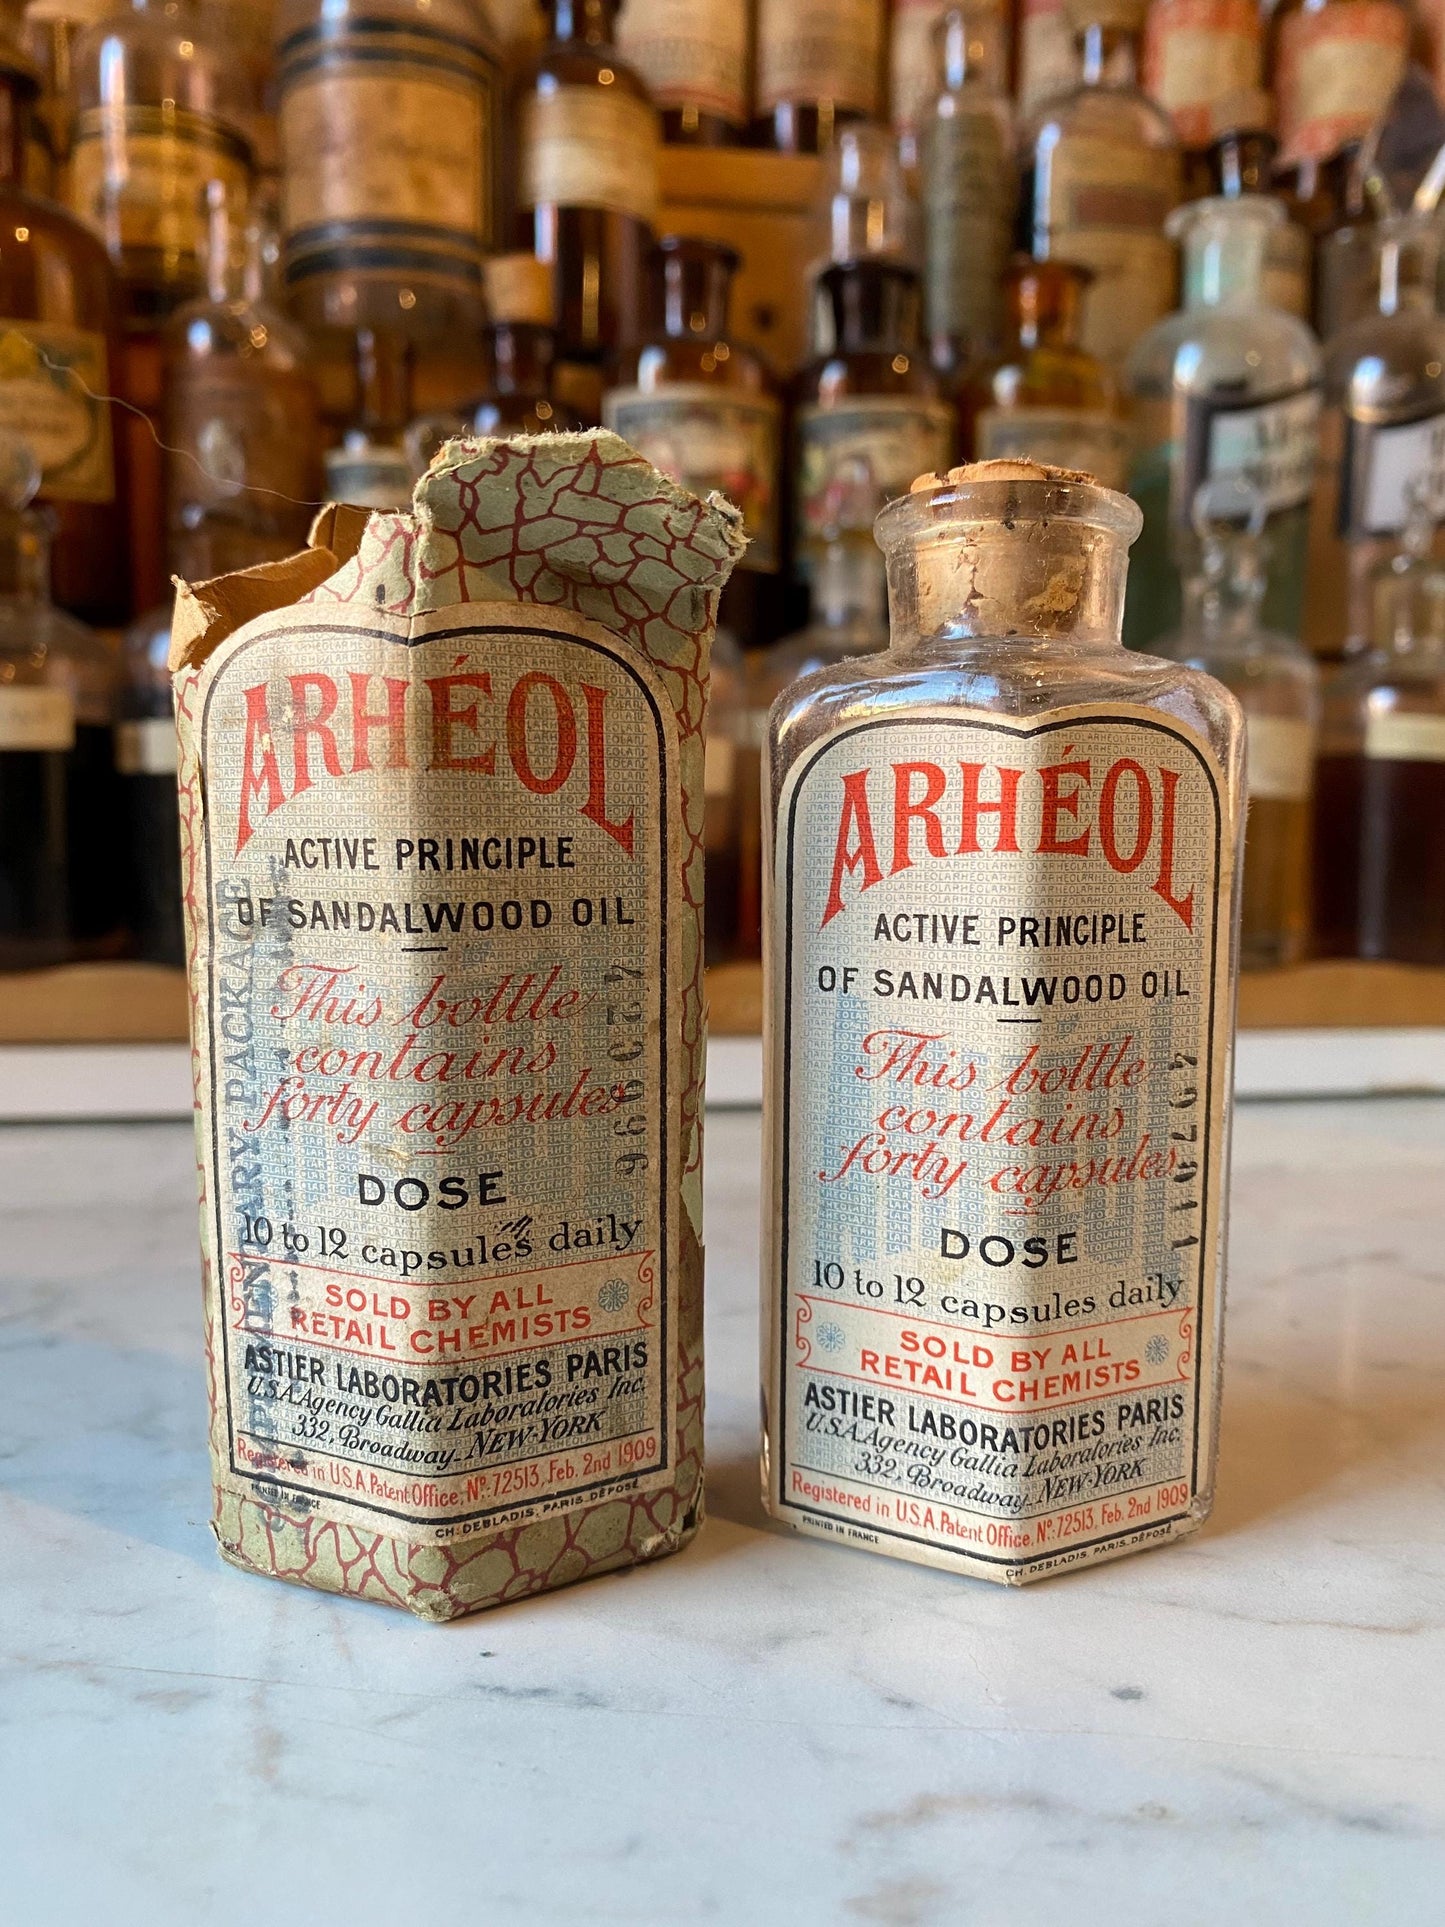 ARHÉOL
ACTIVE PRINCIPLE
OF SANDALWOOD OIL
This bottle
contains
forty capsules
DOSE
10 to 12 capsules daily
SOLD BY ALL
RETAIL CHEMISTS
ASTIER LABORATORIES PARIS
U.S.A. Agency Gallia Laboratories Inc.
332, Broadway_NEW-YORK
Registered in U.S.A. Patent Office, Nº: 72513, Feb. 2nd 1909
PRINTED IN FRANCE
CH. DEBLADIS. PARIS. DÉPOSÉ
ARHÉOL
ACTIVE PRINCIPLE
OF SANDALWOOD OIL
This bottle
contains
forty capsules
497911
DOSE
10 to 12 capsules daily
SOLD BY ALL
RETAIL CHEMISTS
ASTIER LABORATORIES PARIS
U.S.A. Agency Gallia Laboratories Inc.
332, Broadway_NEW-YORK
Registered in U.S.A. Patent Office, Nº: 72513, Feb. 2nd 1909
PRINTED IN FRANCE
CH. DEBLADIS. PARIS. DÉPOSÉ